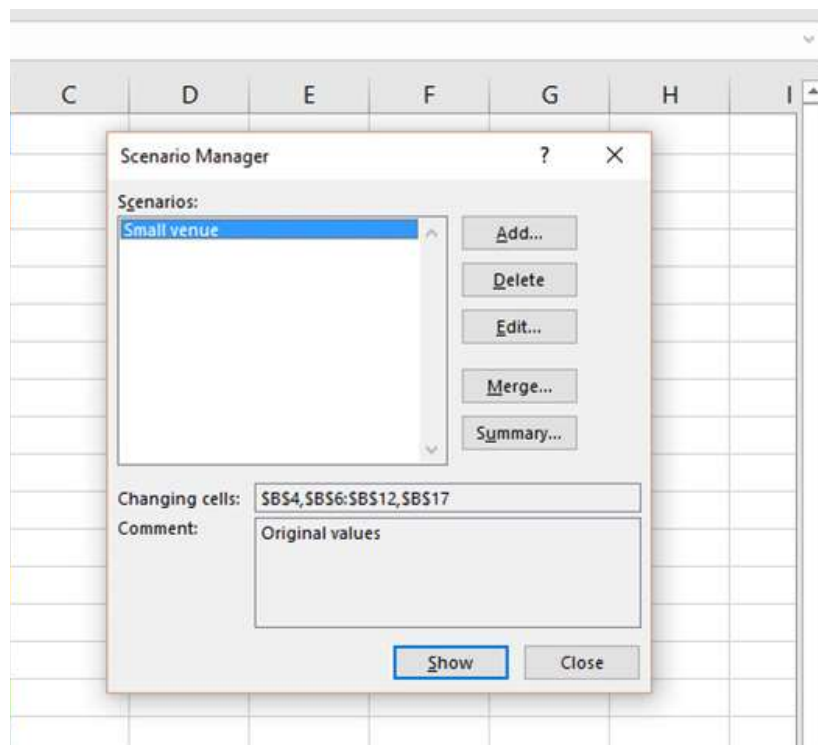 C D E F G H I
Scenario Manager ?
Scenarios:
Small venue
Add...
Delete
Edit...
Merge...
Summary...
Changing cells: $B$4,$B$6:$B$12,$B$17
Comment: Original values
Show Close